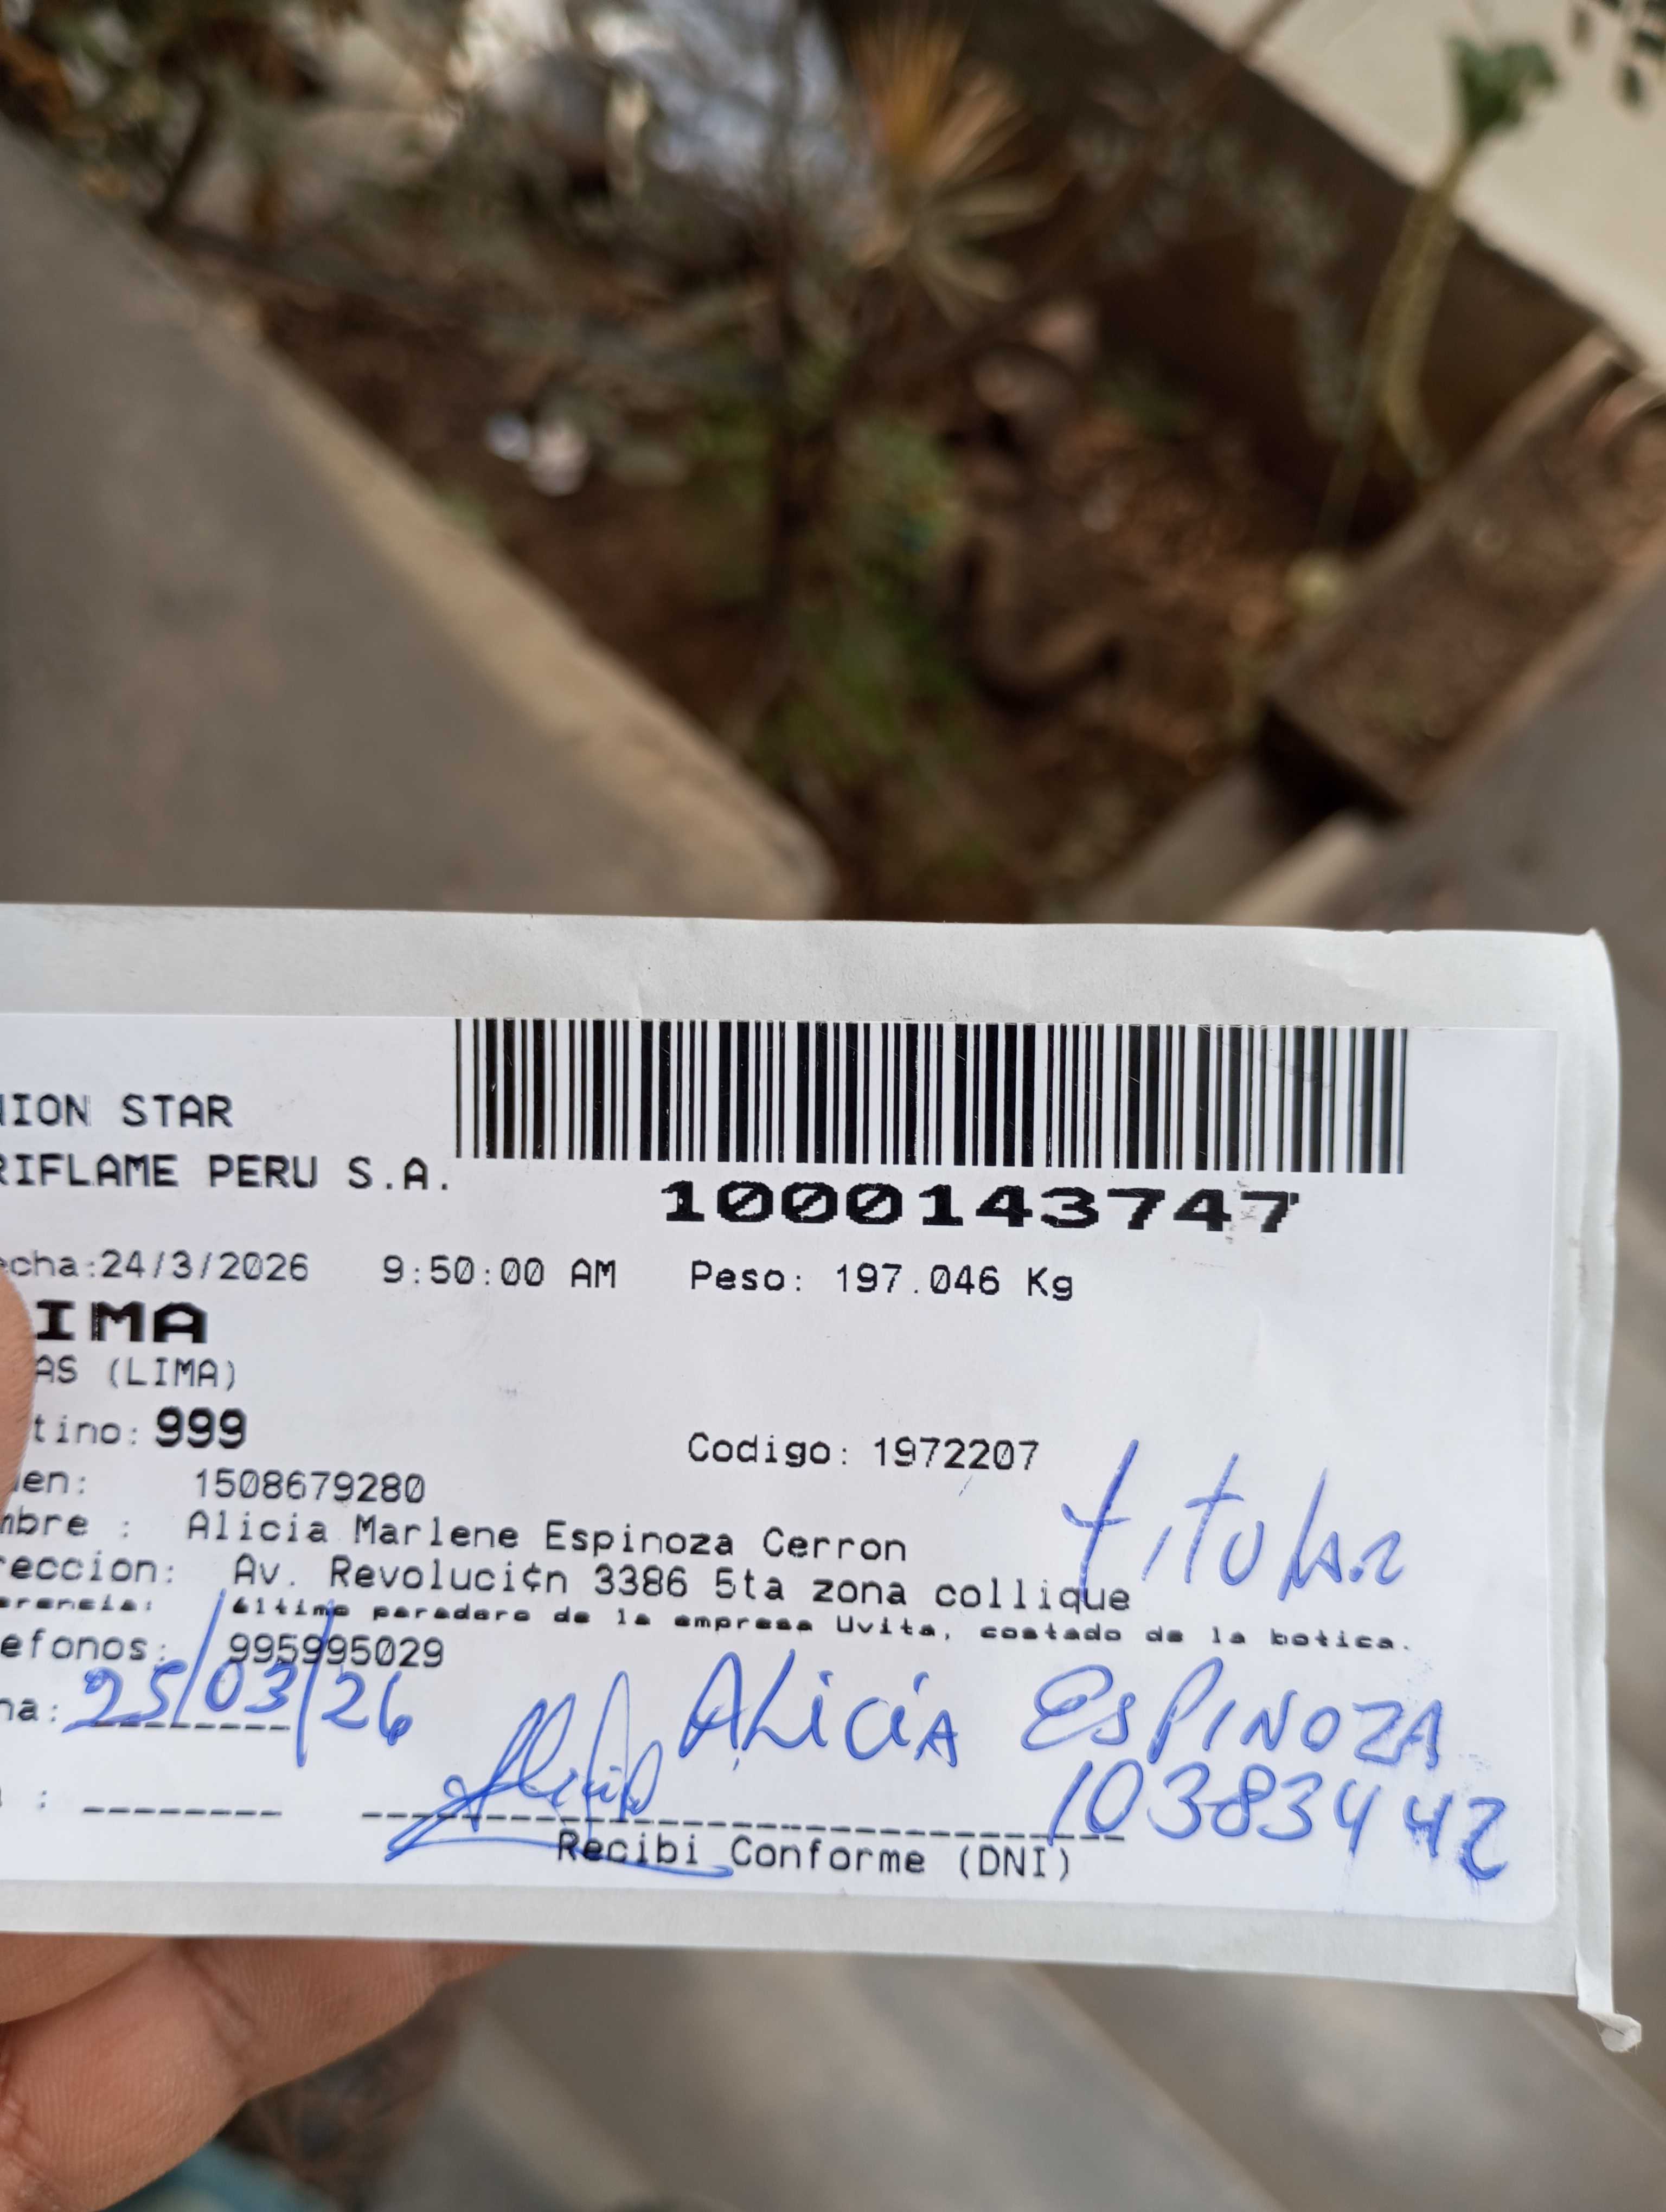 NION STAR
RIFLAME PERU S.A.
1000143747
echa:24/3/2026 9:50:00 AM Peso: 197.046 Kg
IMA
AS (LIMA)
tino: 999 Codigo: 1972207
en: 1508679280
mbre : Alicia Marlene Espinoza Cerron
titular
reccion: Av. Revoluci¢n 3386 5ta zona collique
erencia: último paradero de la empresa Uvita, costado de la botica.
efonos: 995995029
na: 25/03/26 Alicia ESPINOZA
: 10383442
Recibi Conforme (DNI)